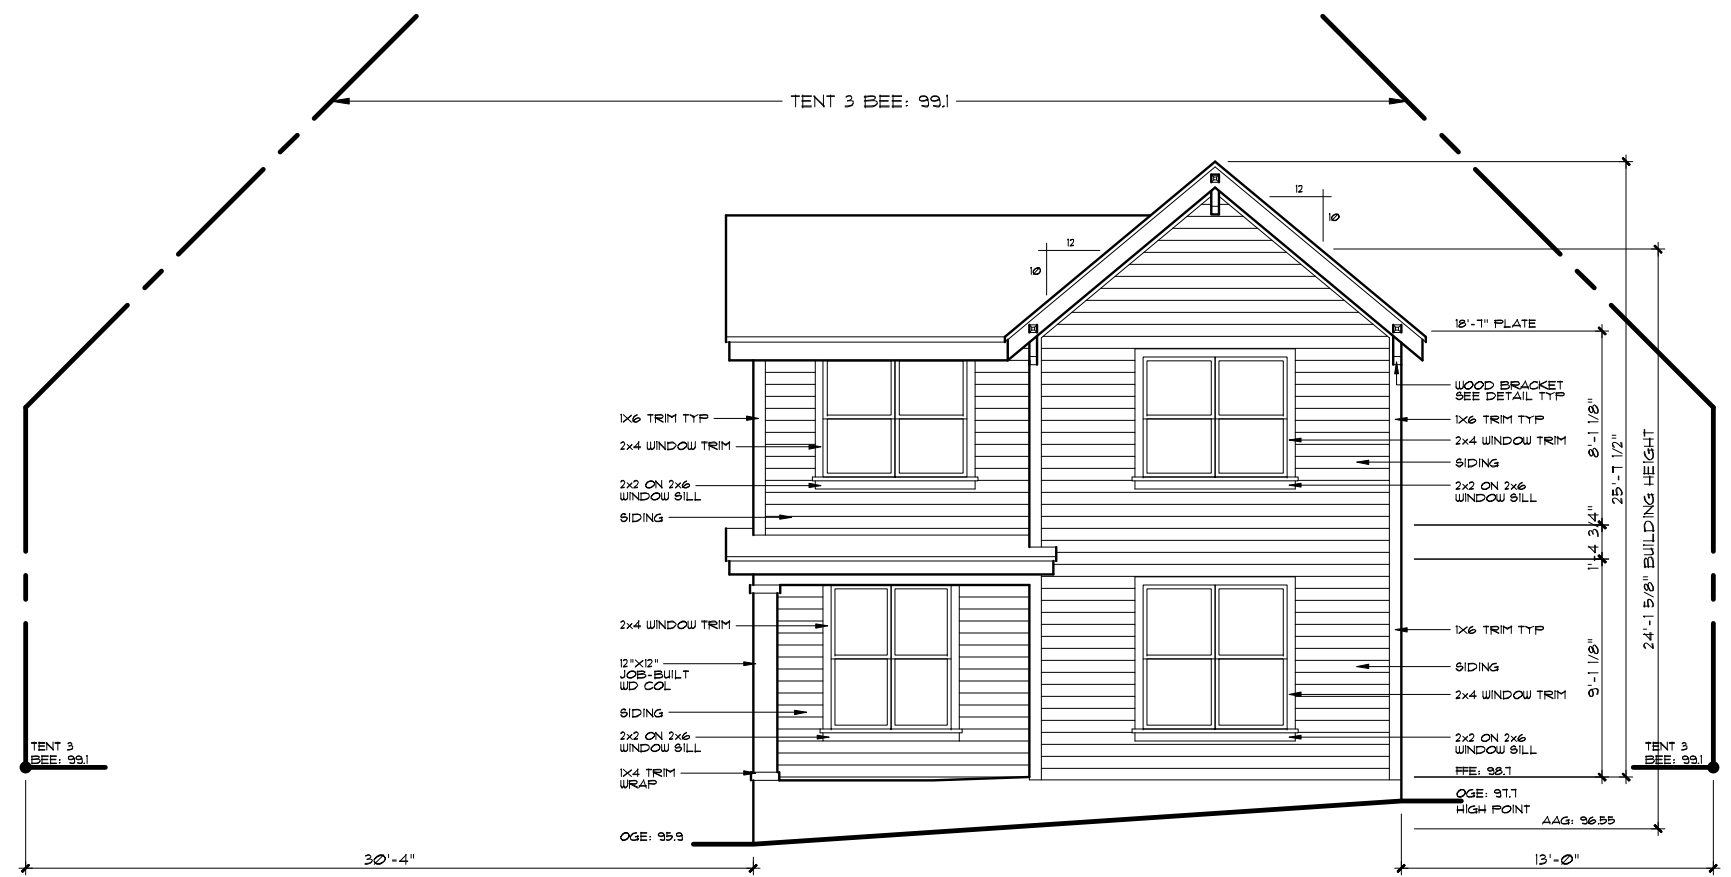 TENT 3 BEE: 99.1
12
10
12
10
18'-7" PLATE
WOOD BRACKET
SEE DETAIL TYP
1X6 TRIM TYP
1X6 TRIM TYP
2x4 WINDOW TRIM
2x4 WINDOW TRIM
SIDING
2x2 ON 2x6
WINDOW SILL
2x2 ON 2x6
WINDOW SILL
SIDING
8'-1 1/8"
25'-7 1/2"
24'-1 5/8" BUILDING HEIGHT
1'-4 3/4"
9'-1 1/8"
2x4 WINDOW TRIM
1X6 TRIM TYP
12"X12"
JOB-BUILT
WD COL
SIDING
2x4 WINDOW TRIM
SIDING
2x2 ON 2x6
WINDOW SILL
2x2 ON 2x6
WINDOW SILL
TENT 3
BEE: 99.1
TENT 3
BEE: 99.1
1X4 TRIM
WRAP
FFE: 98.7
OGE: 97.7
HIGH POINT
AAG: 96.55
OGE: 95.9
30'-4"
13'-0"